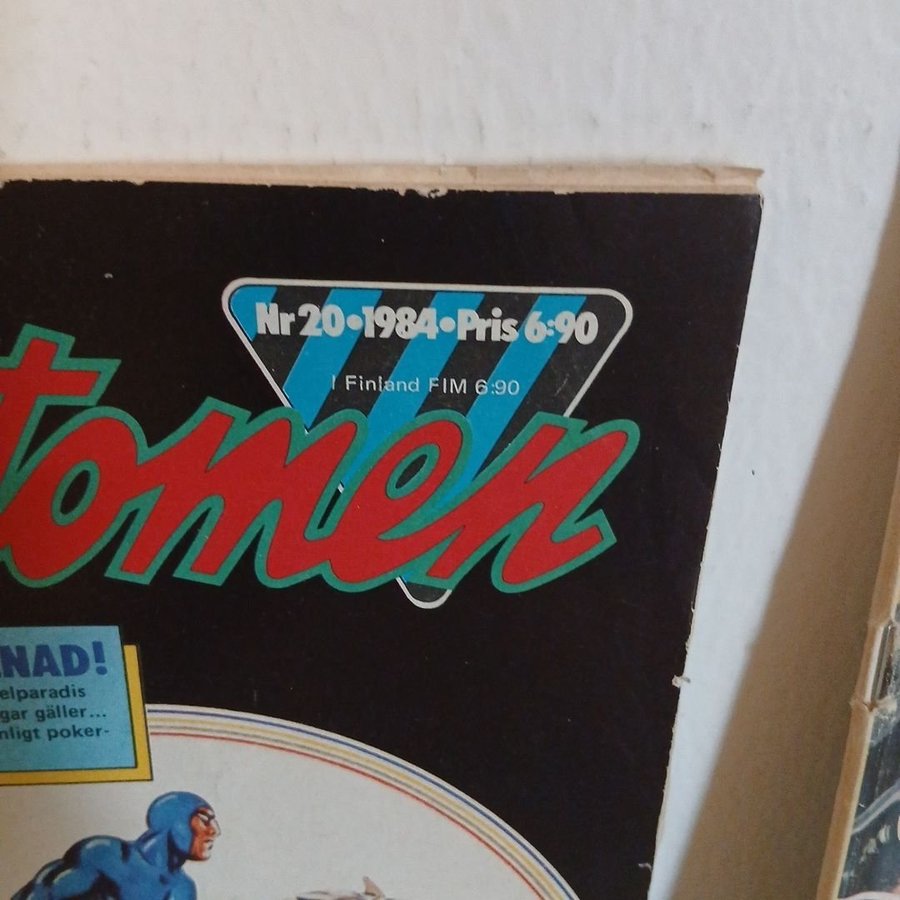 Nr 20•1984•Pris 6:90
I Finland FIM 6:90
tomen
NAD!
elparadis
gar gäller...
nligt poker-